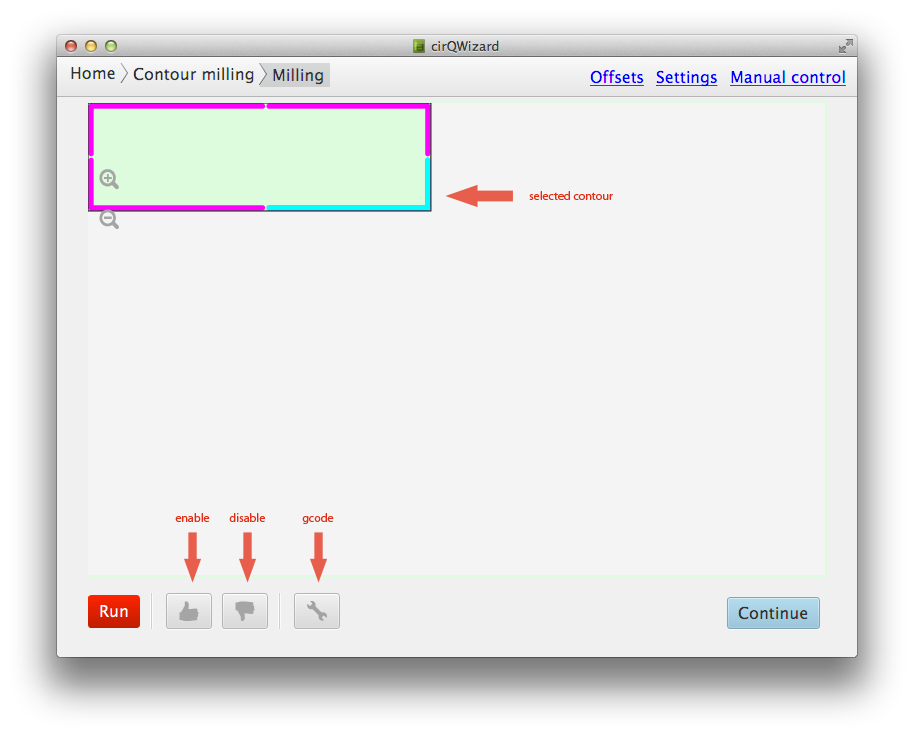 cirQWizard
Home Contour milling Milling
Offsets Settings Manual control
selected contour
enable disable gcode
Run
Continue